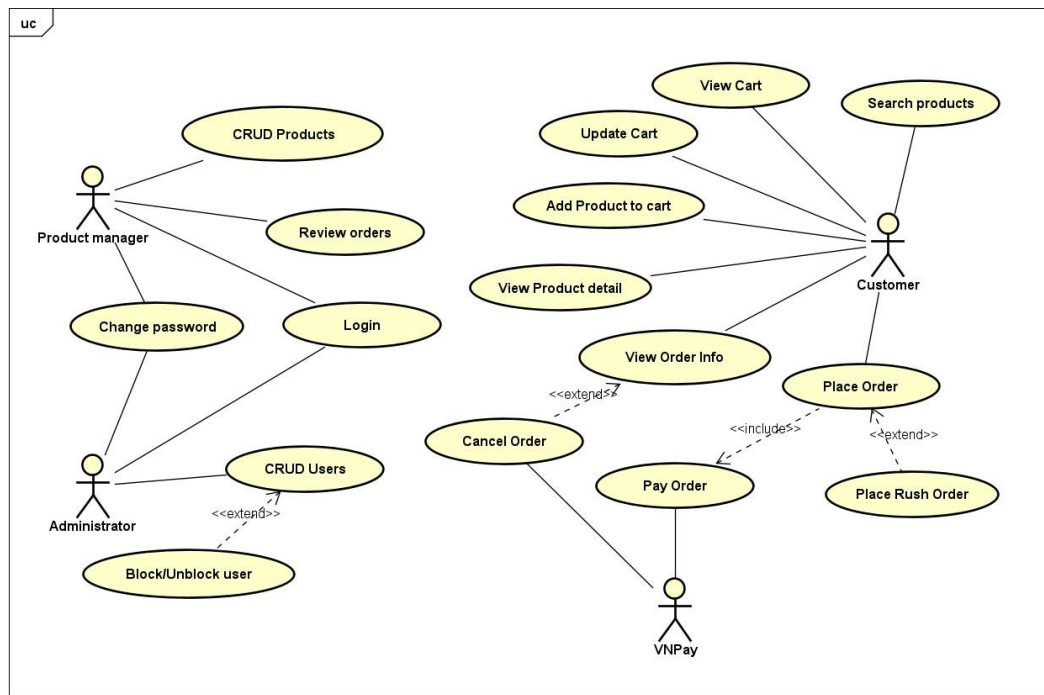 uc
View Cart
Search products
CRUD Products
Update Cart
Add Product to cart
Product manager
Review orders
View Product detail
Customer
Change password
Login
View Order Info
Place Order
<<extend>>
Cancel Order
<<include>>
<<extend>>
CRUD Users
Pay Order
Place Rush Order
Administrator
<<extend>>
Block/Unblock user
VNPay